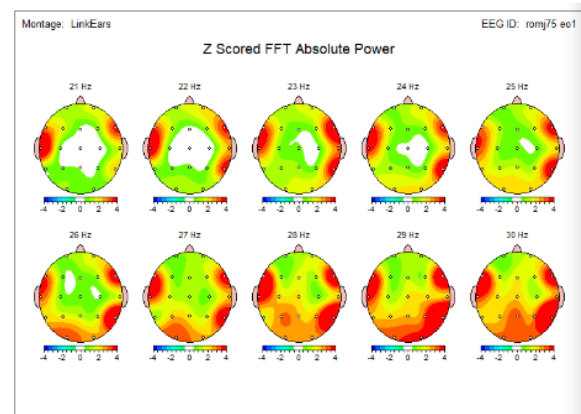 Montage: LinkEars EEG ID: romj75 eo1
Z Scored FFT Absolute Power
21 Hz 22 Hz 23 Hz 24 Hz 25 Hz
-4 -2 0 2 4 -4 -2 0 2 4 -4 -2 0 2 4 -4 -2 0 2 4 -4 -2 0 2 4
26 Hz 27 Hz 28 Hz 29 Hz 30 Hz
-4 -2 0 2 4 -4 -2 0 2 4 -4 -2 0 2 4 -4 -2 0 2 4 -4 -2 0 2 4